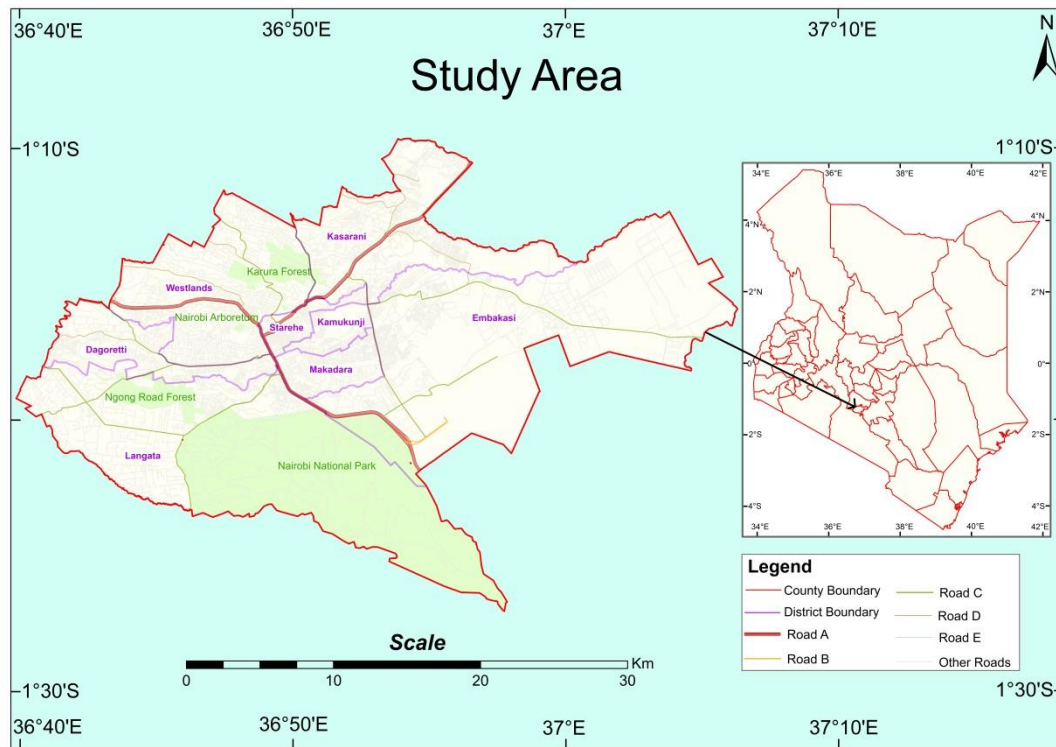 36°40'E 36°50'E 37°E 37°10'E
N
Study Area
1°10'S 1°10'S
34°E 36°E 38°E 40°E 42°E
4°N 4°N
2°N 2°N
0° 0°
2°S 2°S
4°S 4°S
34°E 36°E 38°E 40°E 42°E
Kasarani
Karura Forest
Westlands
Nairobi Arboretum
Starehe
Kamukunji
Embakasi
Dagoretti
Makadara
Ngong Road Forest
Langata
Nairobi National Park
Legend
County Boundary
District Boundary
Road A
Road B
Road C
Road D
Road E
Other Roads
Scale
Km
0 10 20 30
1°30'S 1°30'S
36°40'E 36°50'E 37°E 37°10'E